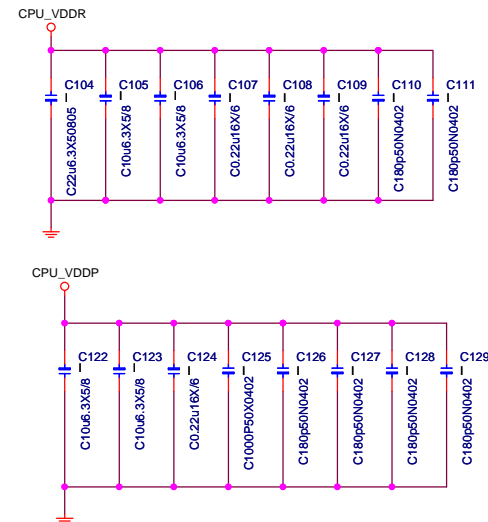 CPU_VDDR
C104 C105 C106 C107 C108 C109 C110 C111
C22u6.3X50805
C10u6.3X5/8
C10u6.3X5/8
C0.22u16X/6
C0.22u16X/6
C0.22u16X/6
C180p50N0402
C180p50N0402
CPU_VDDP
C122 C123 C124 C125 C126 C127 C128 C129
C10u6.3X5/8
C10u6.3X5/8
C0.22u16X/6
C1000P50X0402
C180p50N0402
C180p50N0402
C180p50N0402
C180p50N0402